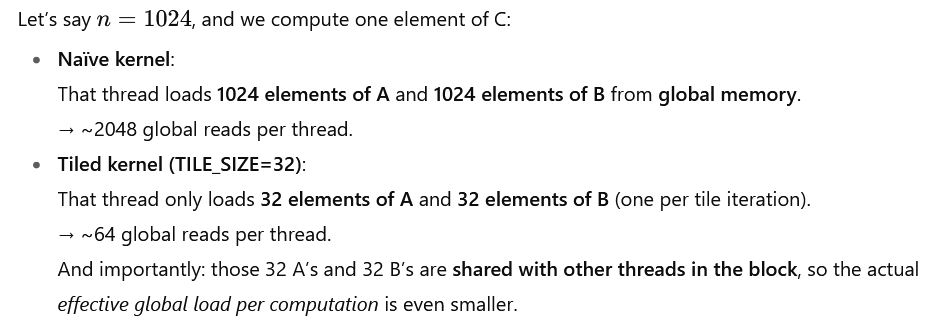 Let's say n = 1024, and we compute one element of C:
• Naïve kernel:
That thread loads 1024 elements of A and 1024 elements of B from global memory.
→ ~2048 global reads per thread.
• Tiled kernel (TILE_SIZE=32):
That thread only loads 32 elements of A and 32 elements of B (one per tile iteration).
→ ~64 global reads per thread.
And importantly: those 32 A's and 32 B's are shared with other threads in the block, so the actual
effective global load per computation is even smaller.